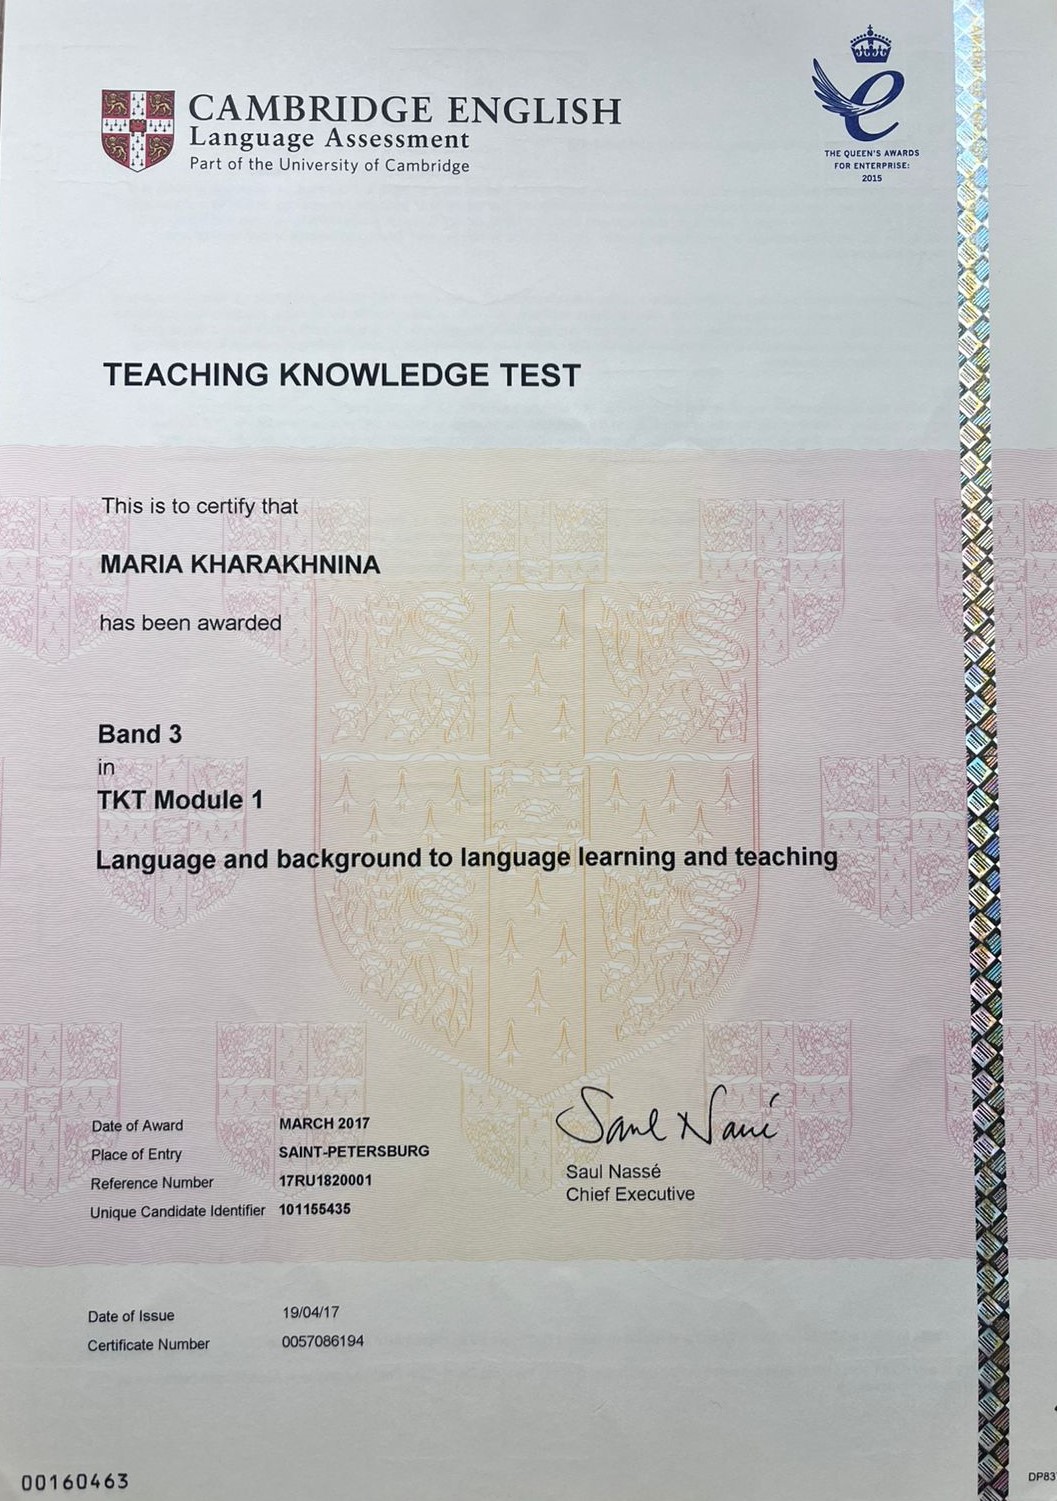 CAMBRIDGE ENGLISH
Language Assessment
Part of the University of Cambridge
THE QUEEN'S AWARDS
FOR ENTERPRISE:
2015
TEACHING KNOWLEDGE TEST
This is to certify that
MARIA KHARAKHNINA
has been awarded
Band 3
in
TKT Module 1
Language and background to language learning and teaching
Date of Award MARCH 2017
Place of Entry SAINT-PETERSBURG
Reference Number 17RU1820001
Unique Candidate Identifier 101155435
Saul Nassé
Saul Nassé
Chief Executive
Date of Issue 19/04/17
Certificate Number 0057086194
00160463
DP83